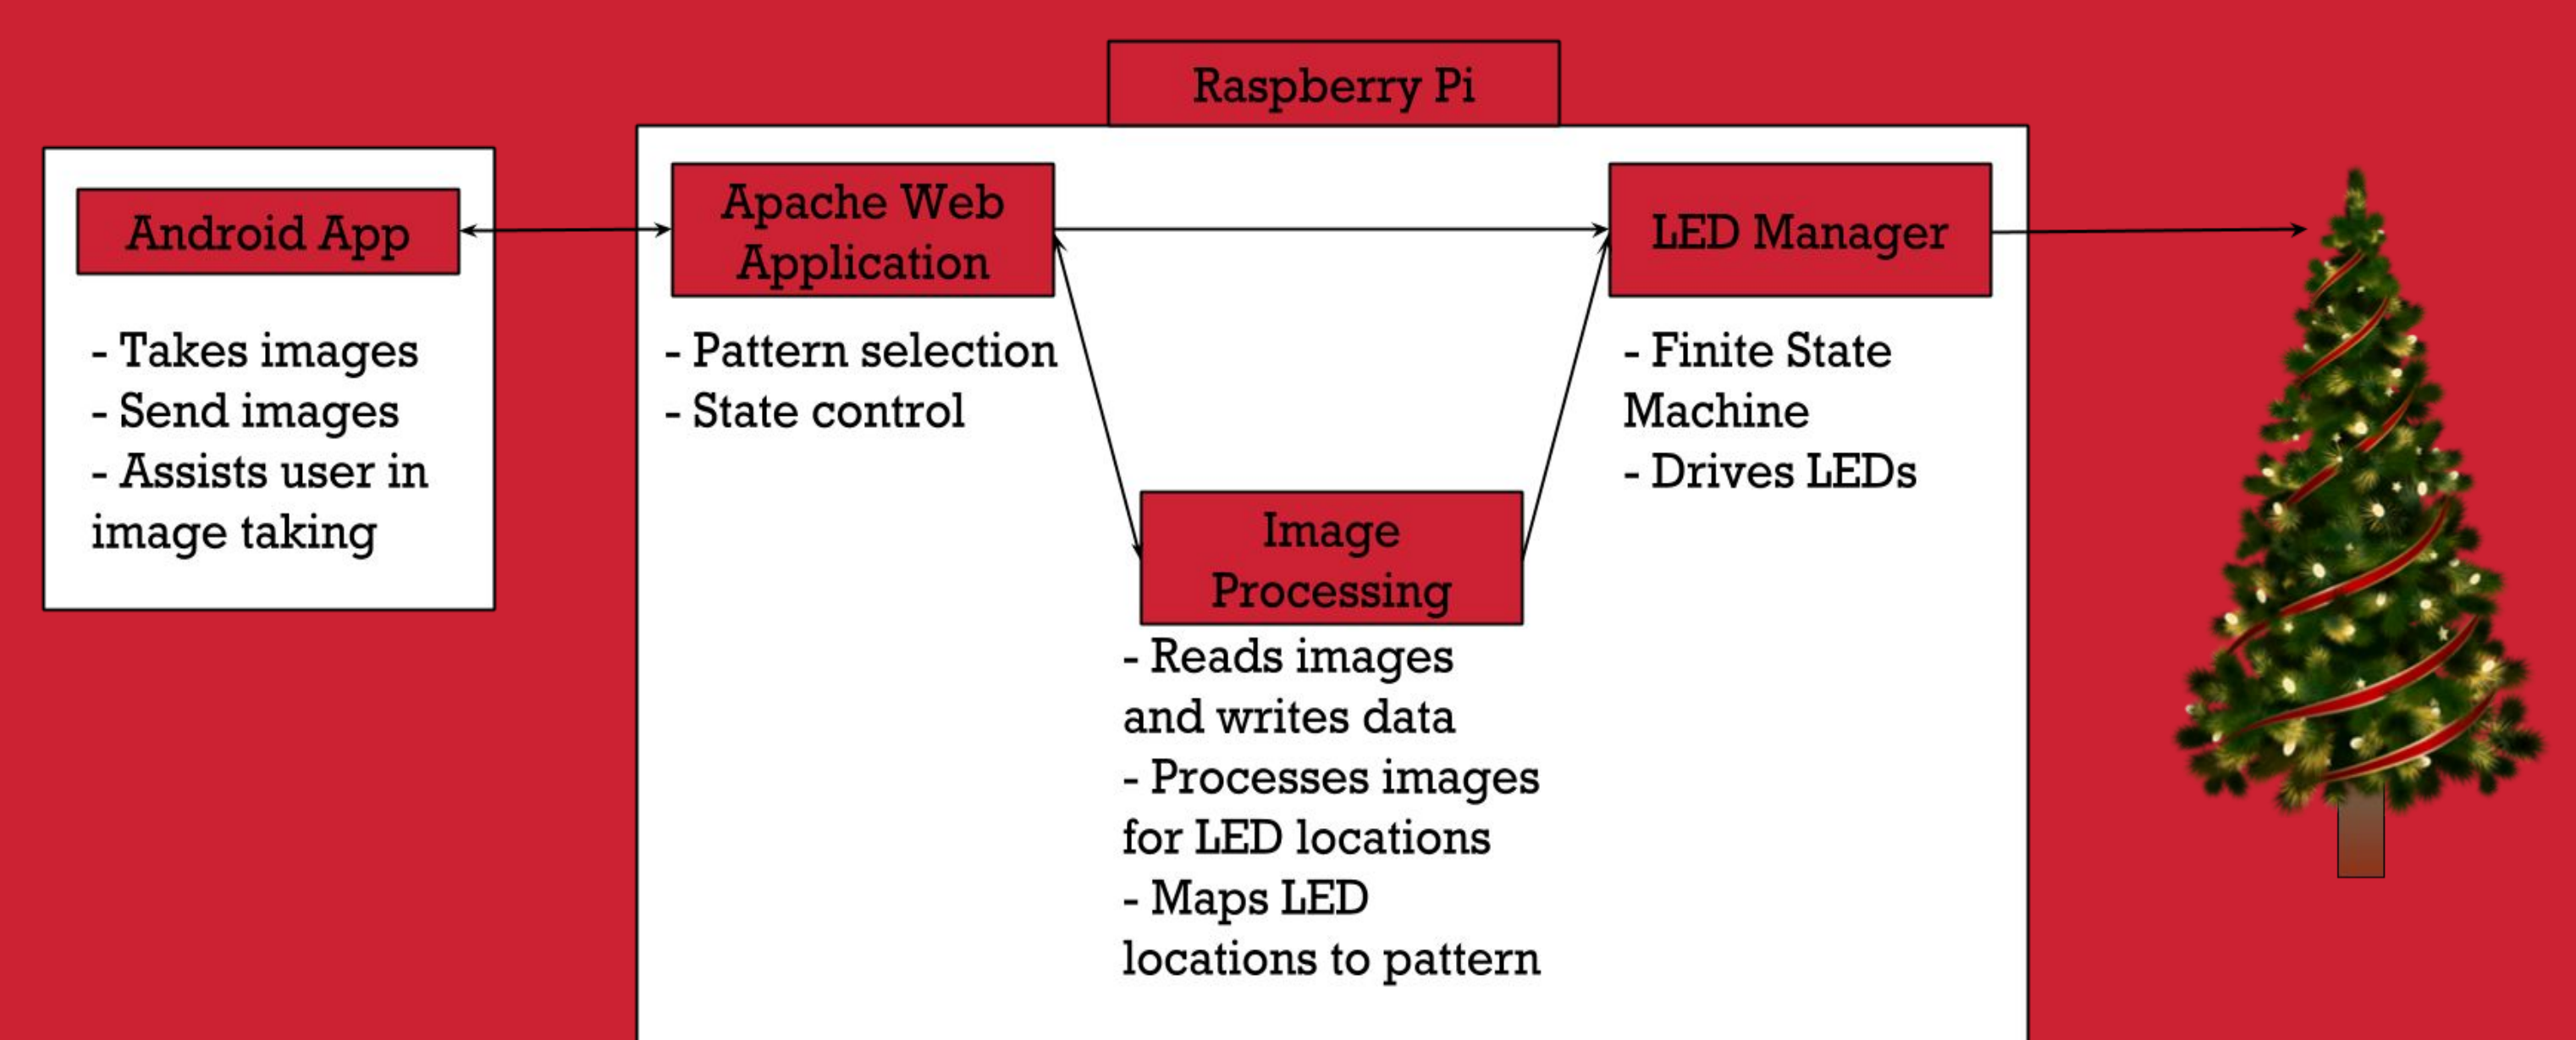 Raspberry Pi
Android App
- Takes images
- Send images
- Assists user in
image taking
Apache Web
Application
- Pattern selection
- State control
Image
Processing
- Reads images
and writes data
- Processes images
for LED locations
- Maps LED
locations to pattern
LED Manager
- Finite State
Machine
- Drives LEDs